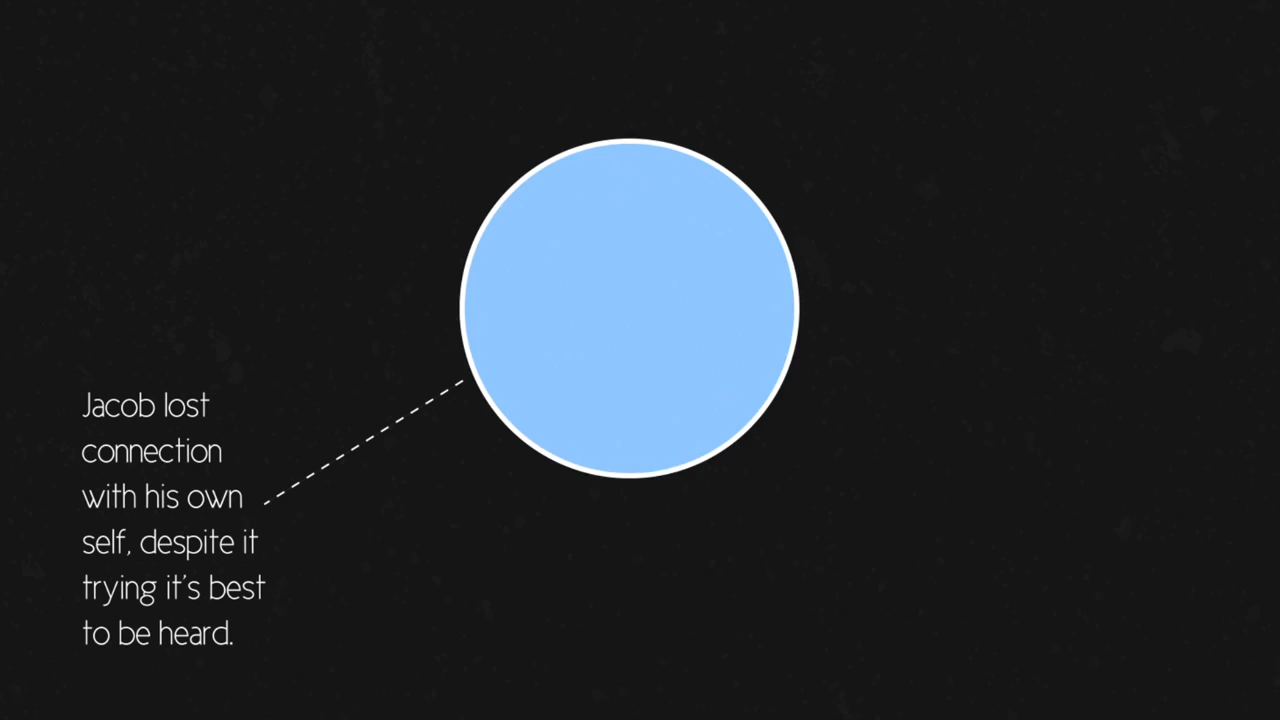 Jacob lost
connection
with his own
self, despite it
trying it's best
to be heard.